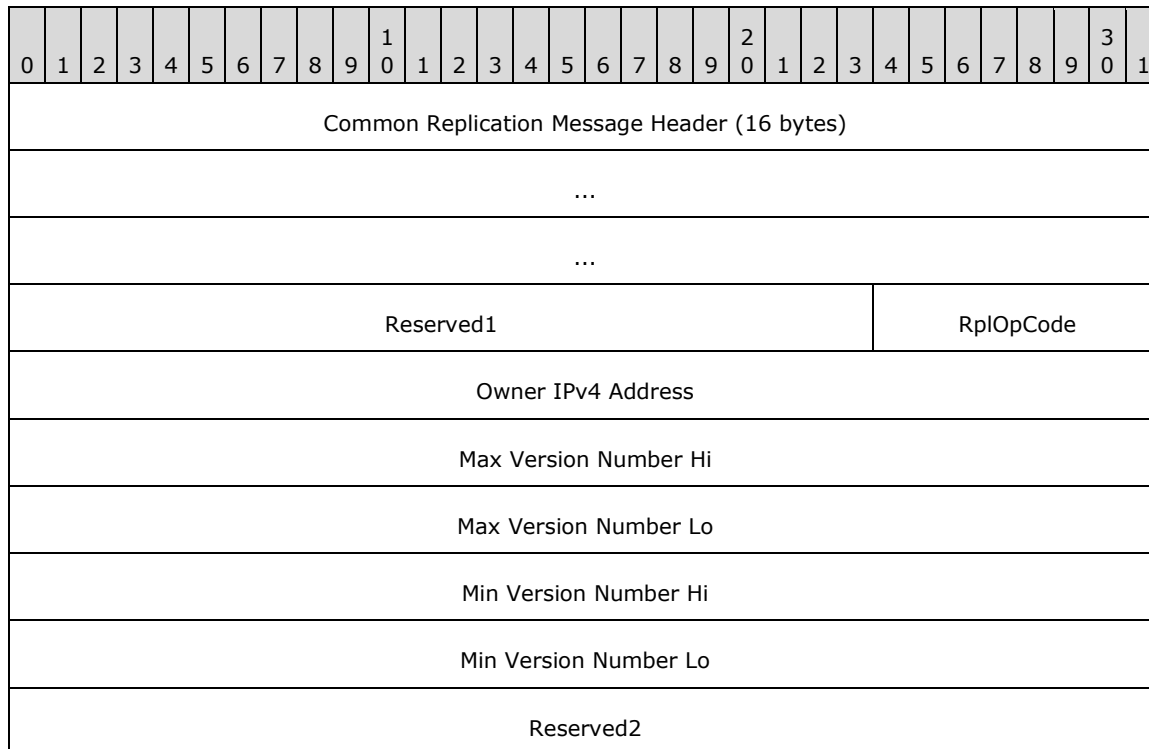 1 2 3
0 1 2 3 4 5 6 7 8 9 0 1 2 3 4 5 6 7 8 9 0 1 2 3 4 5 6 7 8 9 0 1
Common Replication Message Header (16 bytes)
...
...
Reserved1 RplOpCode
Owner IPv4 Address
Max Version Number Hi
Max Version Number Lo
Min Version Number Hi
Min Version Number Lo
Reserved2